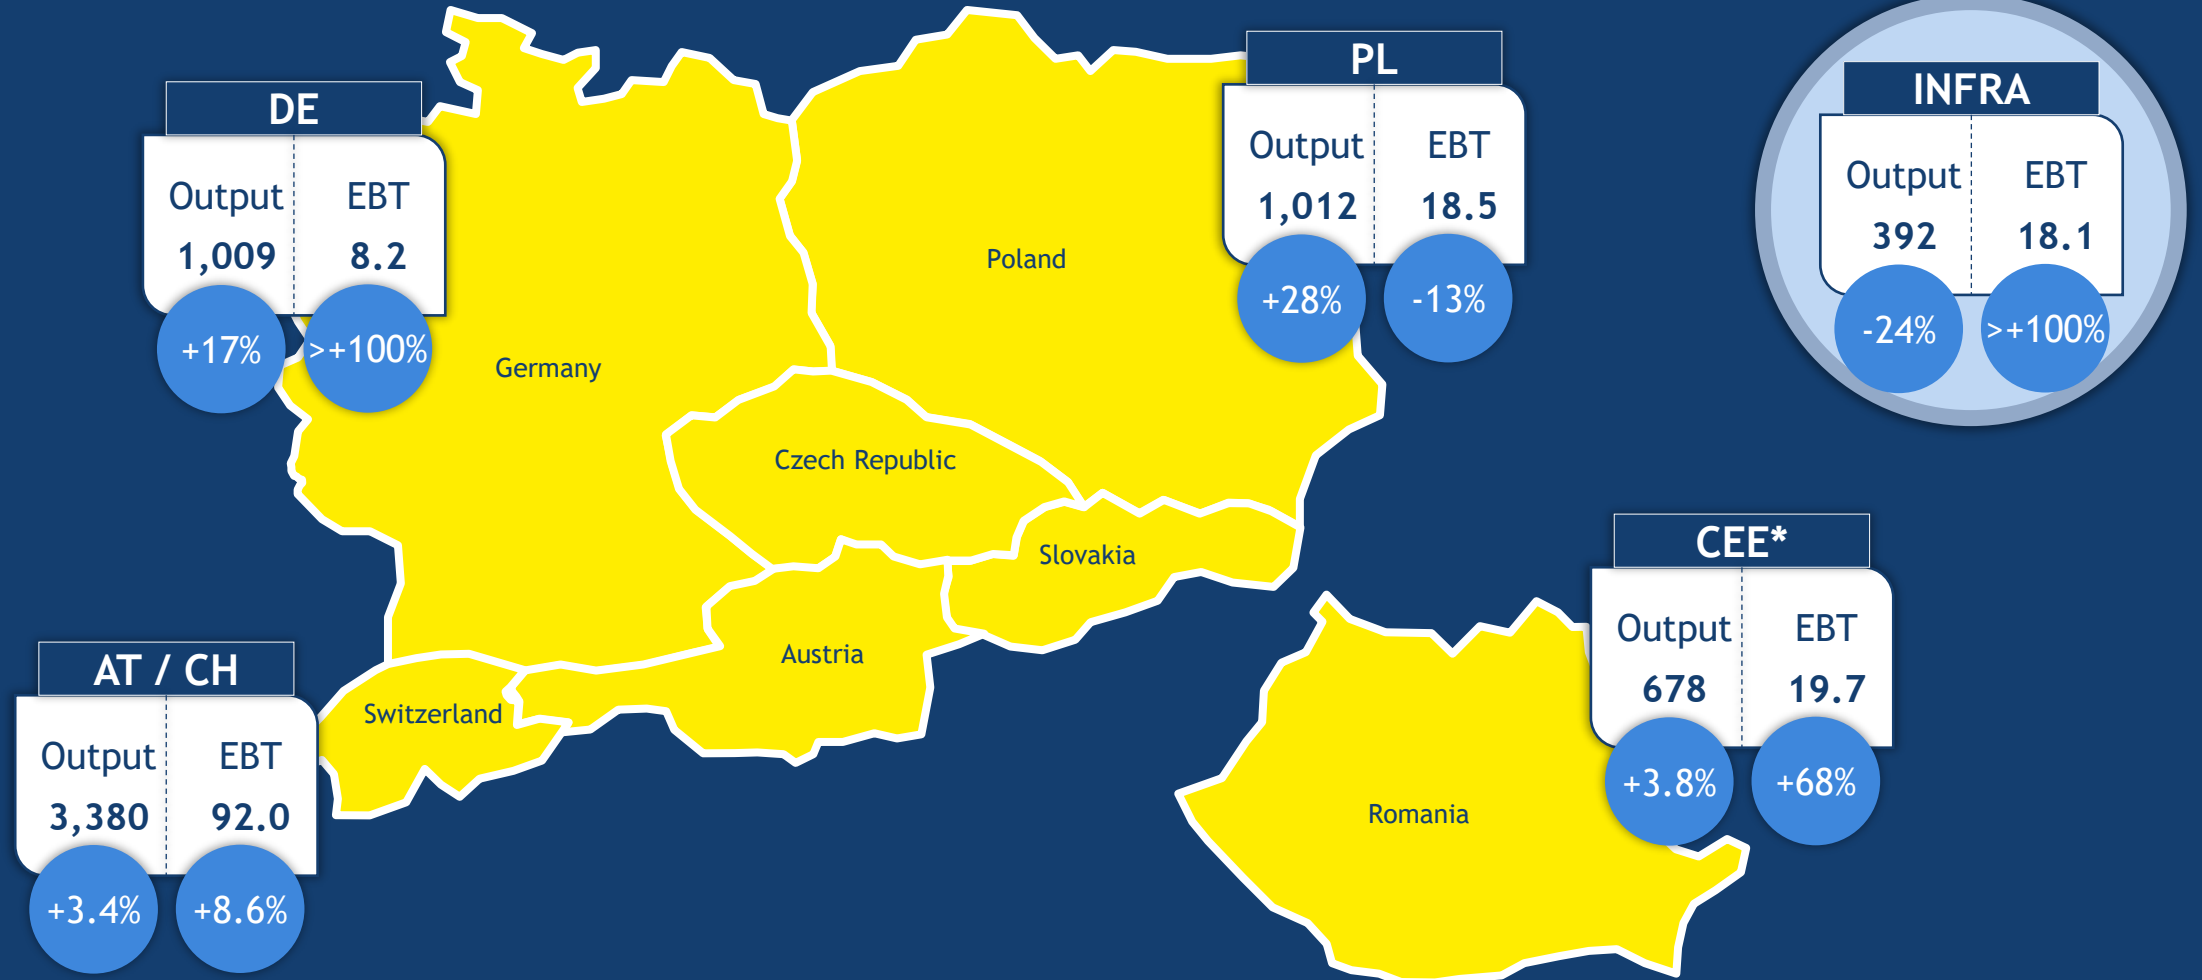 DE
Output EBT
1,009 8.2
+17% >+100%
PL
Output EBT
1,012 18.5
+28% -13%
INFRA
Output EBT
392 18.1
-24% >+100%
Poland
Germany
Czech Republic
Slovakia
Austria
Switzerland
Romania
CEE*
Output EBT
678 19.7
+3.8% +68%
AT / CH
Output EBT
3,380 92.0
+3.4% +8.6%